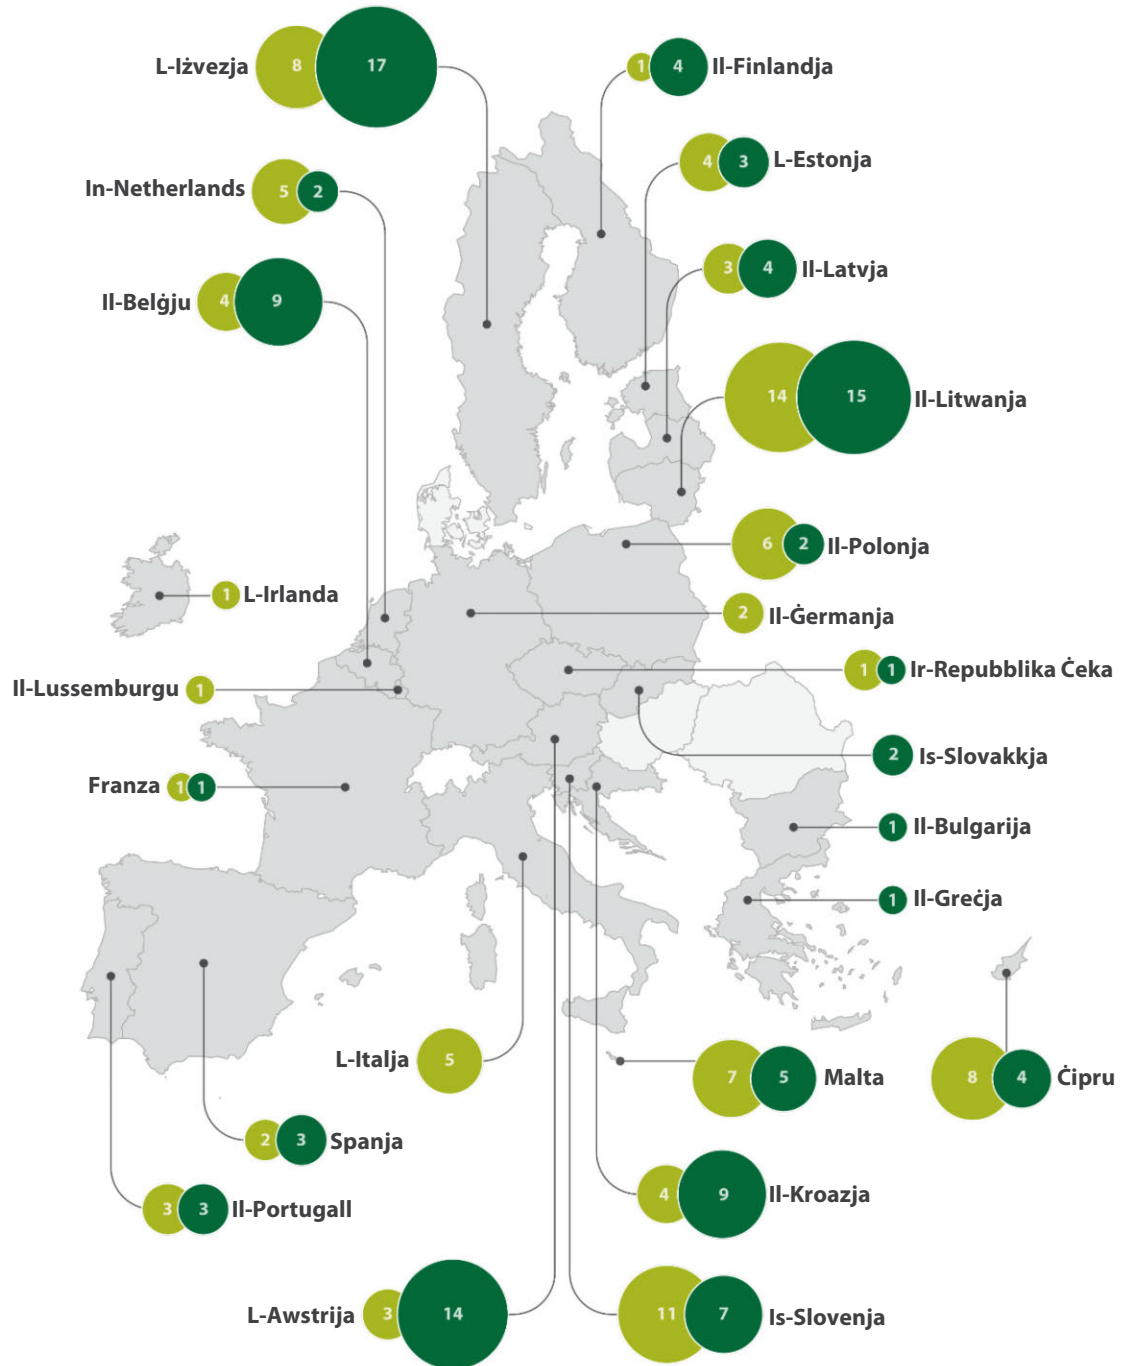 L-Iżvezja 8 17
1 4 Il-Finlandja
4 3 L-Estonja
In-Netherlands 5 2
3 4 Il-Latvja
Il-Belġju 4 9
14 15 Il-Litwanja
6 2 Il-Polonja
1 L-Irlanda
2 Il-Ġermanja
1 1 Ir-Repubblika Ċeka
Il-Lussemburgu 1
2 Is-Slovakkja
Franza 1 1
1 Il-Bulgarija
1 Il-Greċja
L-Italja 5
7 5 Malta
8 4 Ċipru
2 3 Spanja
4 9 Il-Kroazja
3 3 Il-Portugall
L-Awstrija 3 14
11 7 Is-Slovenja